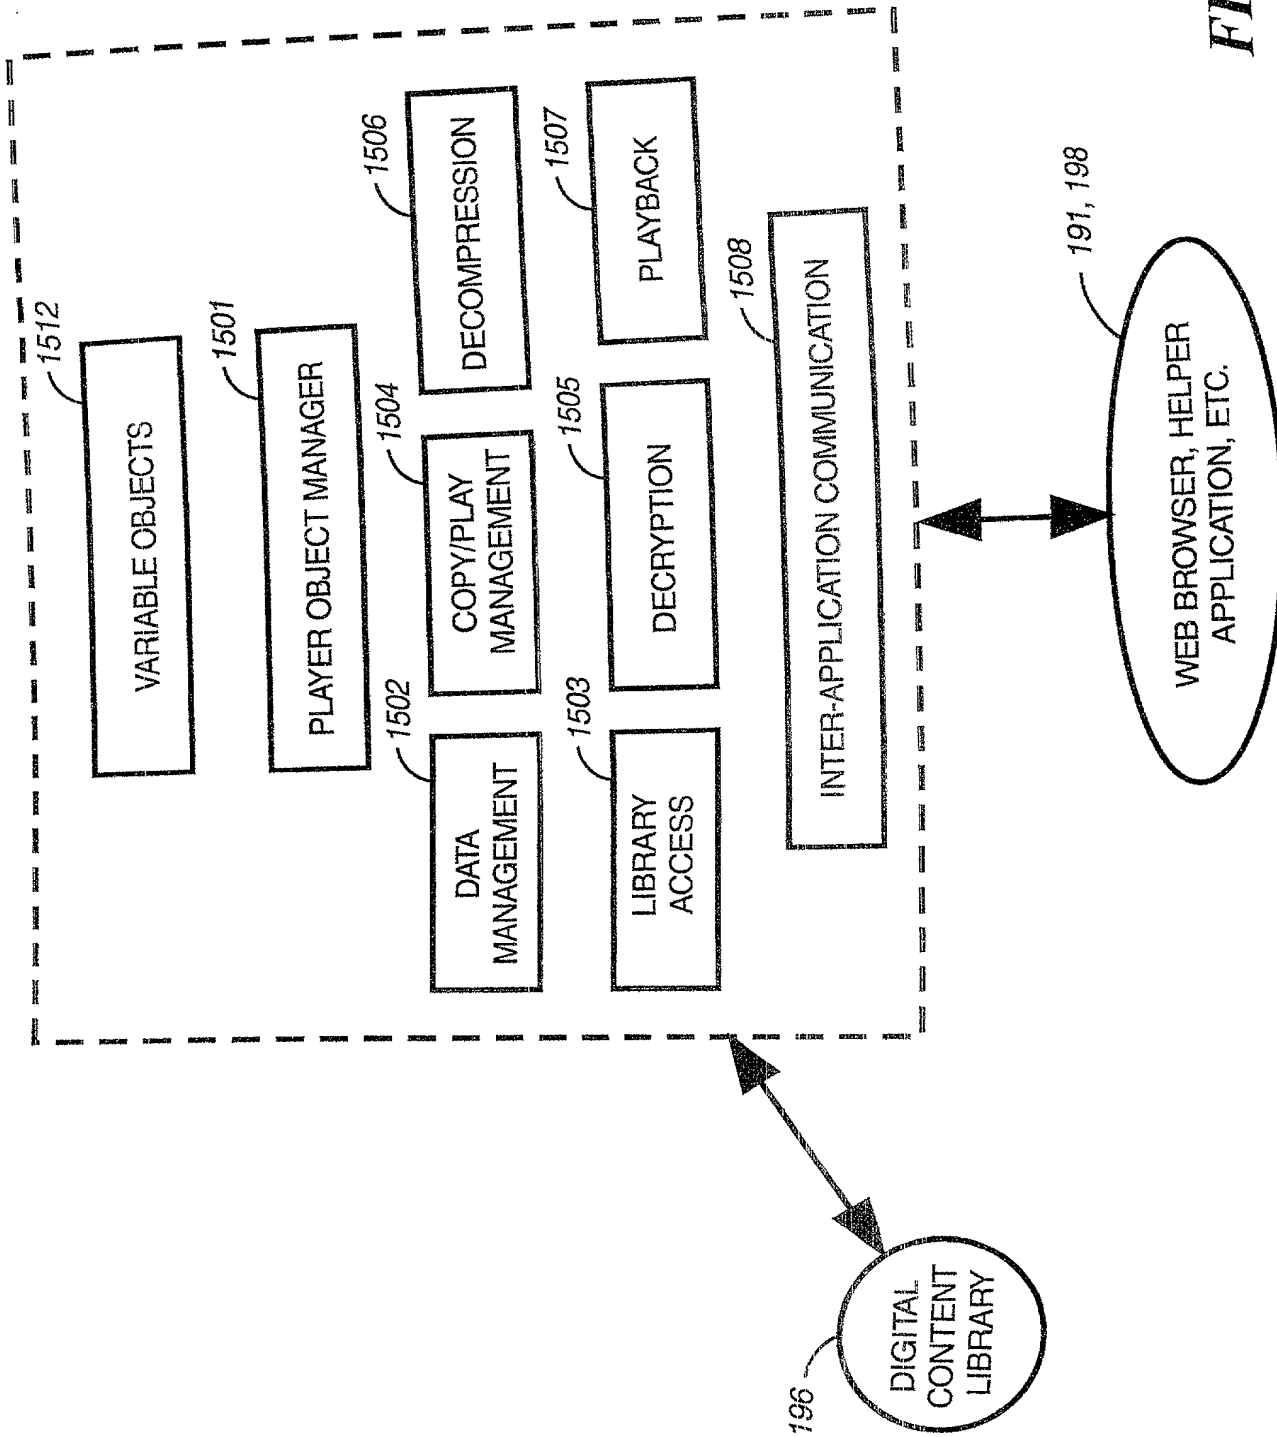 1512
VARIABLE OBJECTS
1501
PLAYER OBJECT MANAGER
1502
DATA
MANAGEMENT
1504
COPY/PLAY
MANAGEMENT
1506
DECOMPRESSION
1503
LIBRARY
ACCESS
1505
DECRYPTION
1507
PLAYBACK
1508
INTER-APPLICATION COMMUNICATION
196
DIGITAL
CONTENT
LIBRARY
191, 198
WEB BROWSER, HELPER
APPLICATION, ETC.